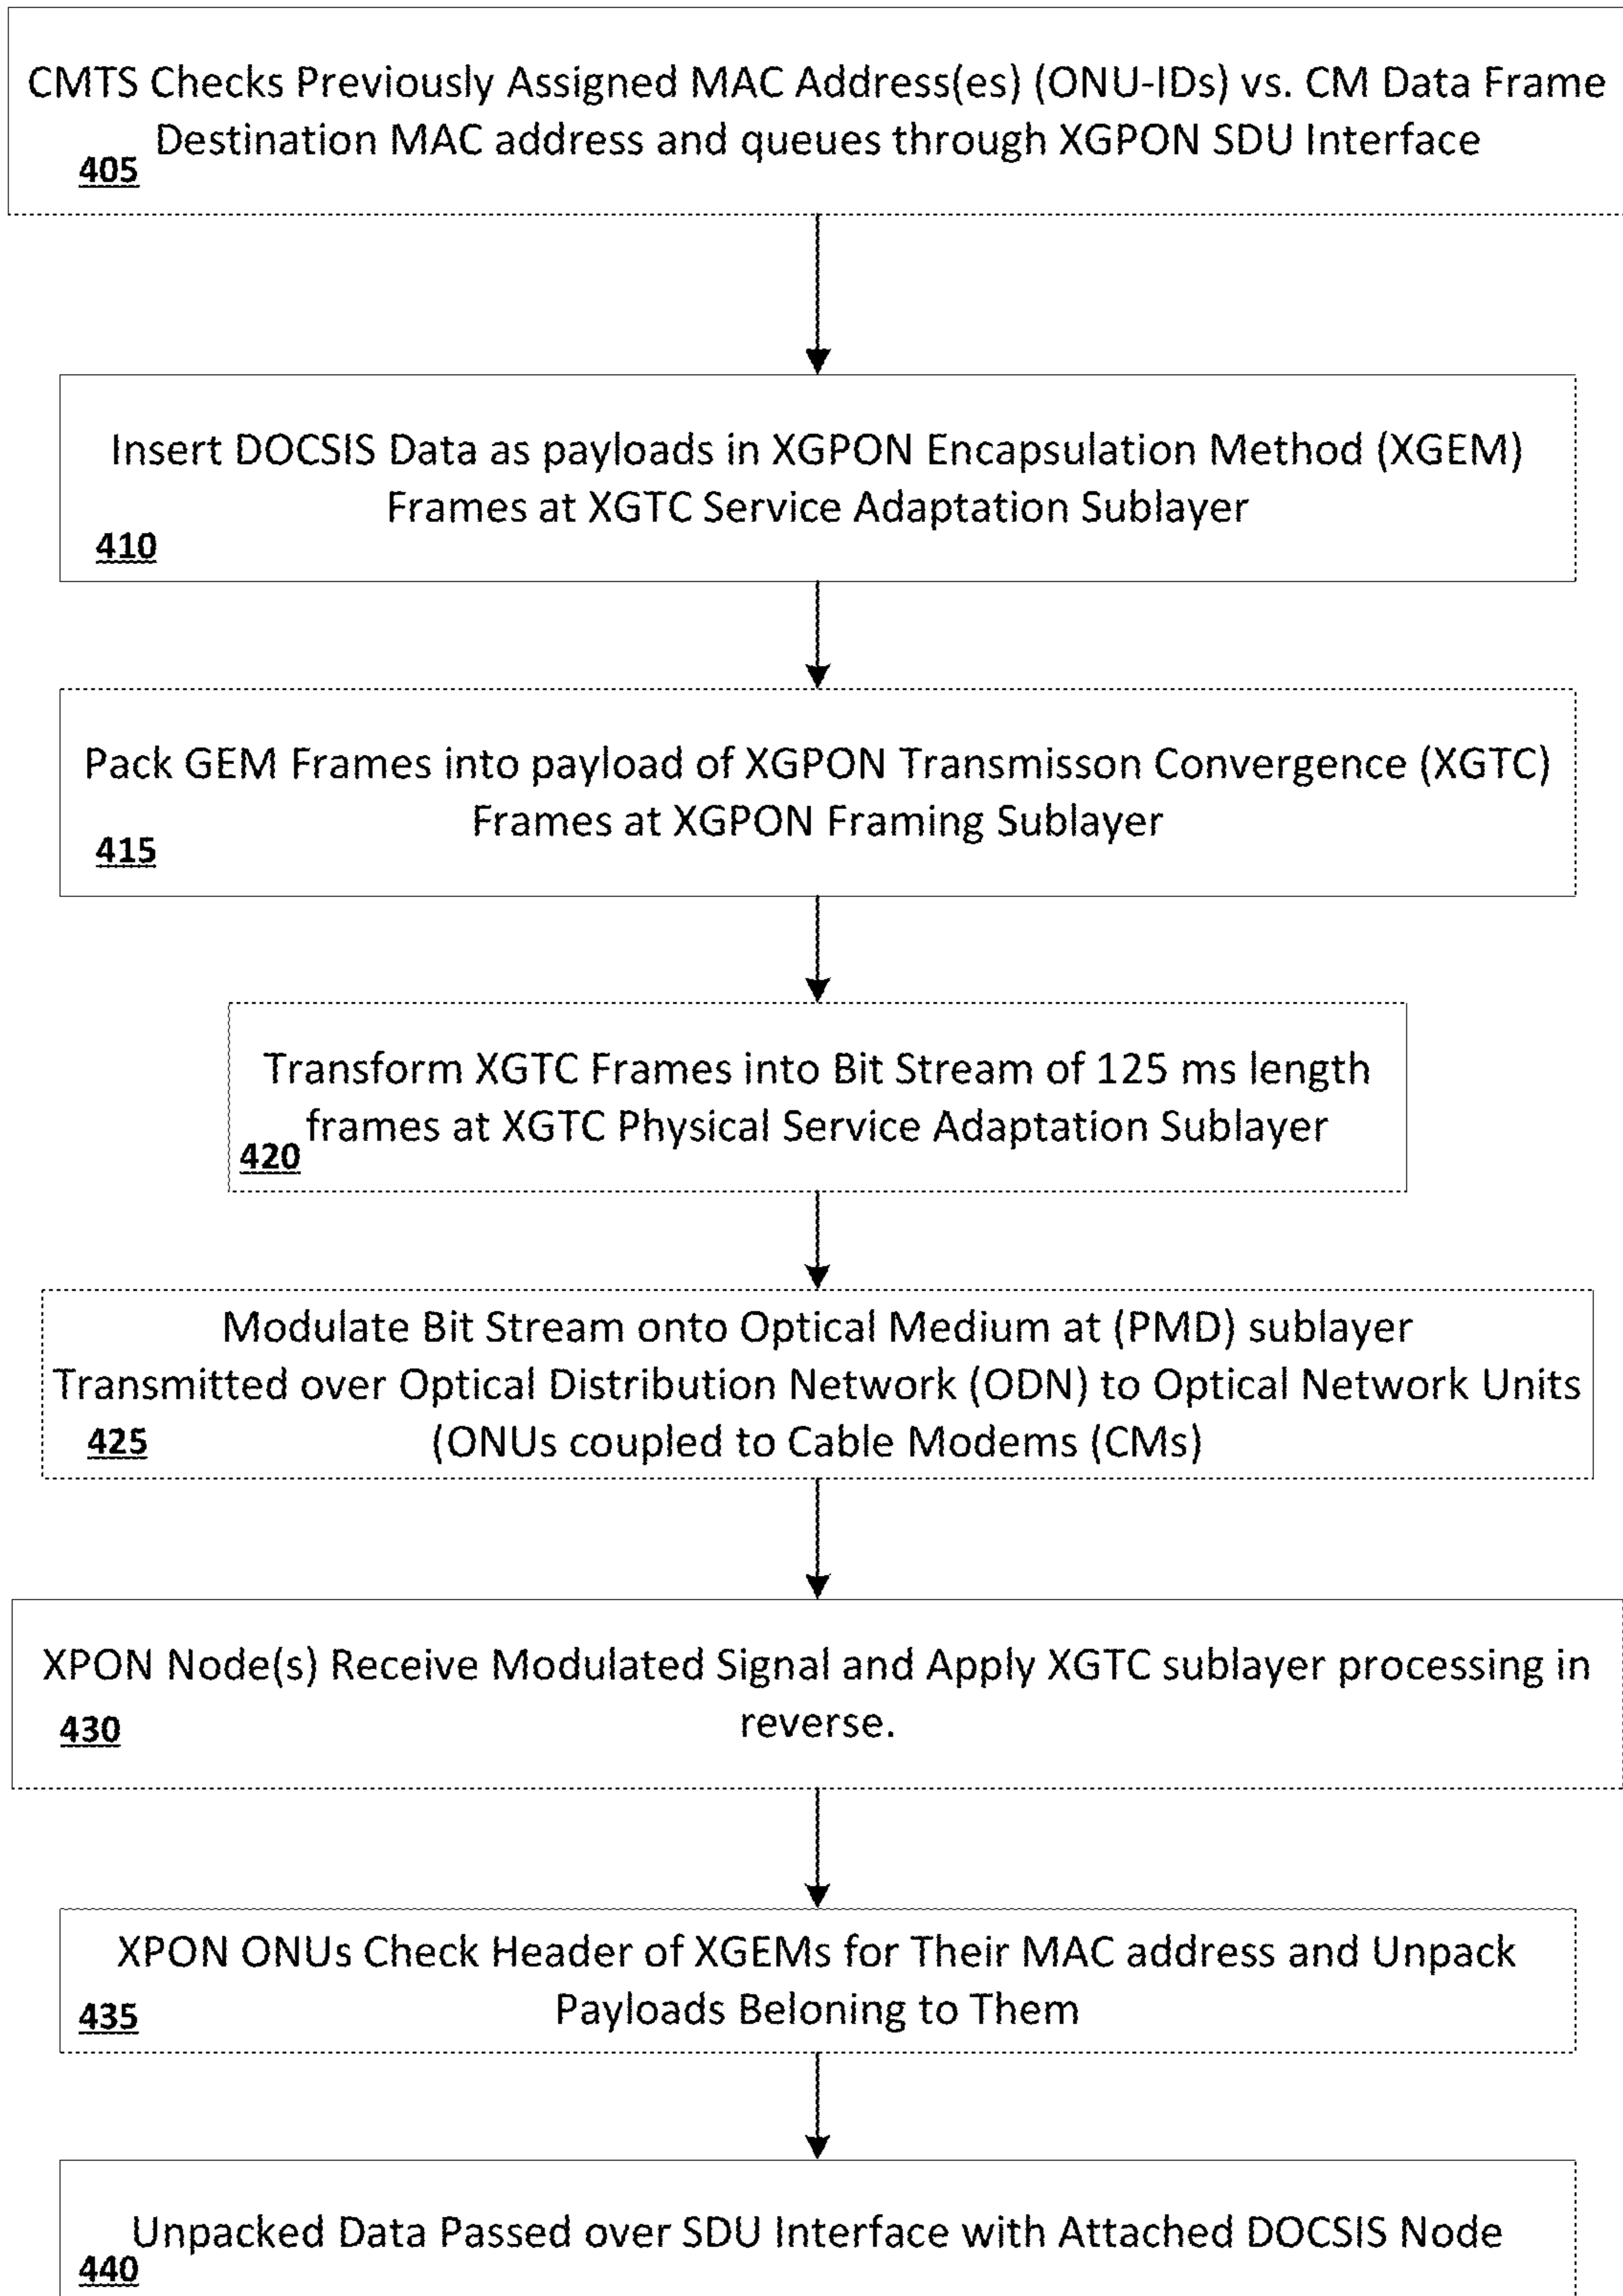 CMTS Checks Previously Assigned MAC Address(es) (ONU-IDs) vs. CM Data Frame
Destination MAC address and queues through XGPON SDU Interface
405
Insert DOCSIS Data as payloads in XGPON Encapsulation Method (XGEM)
Frames at XGTC Service Adaptation Sublayer
410
Pack GEM Frames into payload of XGPON Transmisson Convergence (XGTC)
Frames at XGPON Framing Sublayer
415
Transform XGTC Frames into Bit Stream of 125 ms length
frames at XGTC Physical Service Adaptation Sublayer
420
Modulate Bit Stream onto Optical Medium at (PMD) sublayer
Transmitted over Optical Distribution Network (ODN) to Optical Network Units
(ONUs coupled to Cable Modems (CMs)
425
XPON Node(s) Receive Modulated Signal and Apply XGTC sublayer processing in
reverse.
430
XPON ONUs Check Header of XGEMs for Their MAC address and Unpack
Payloads Beloning to Them
435
Unpacked Data Passed over SDU Interface with Attached DOCSIS Node
440